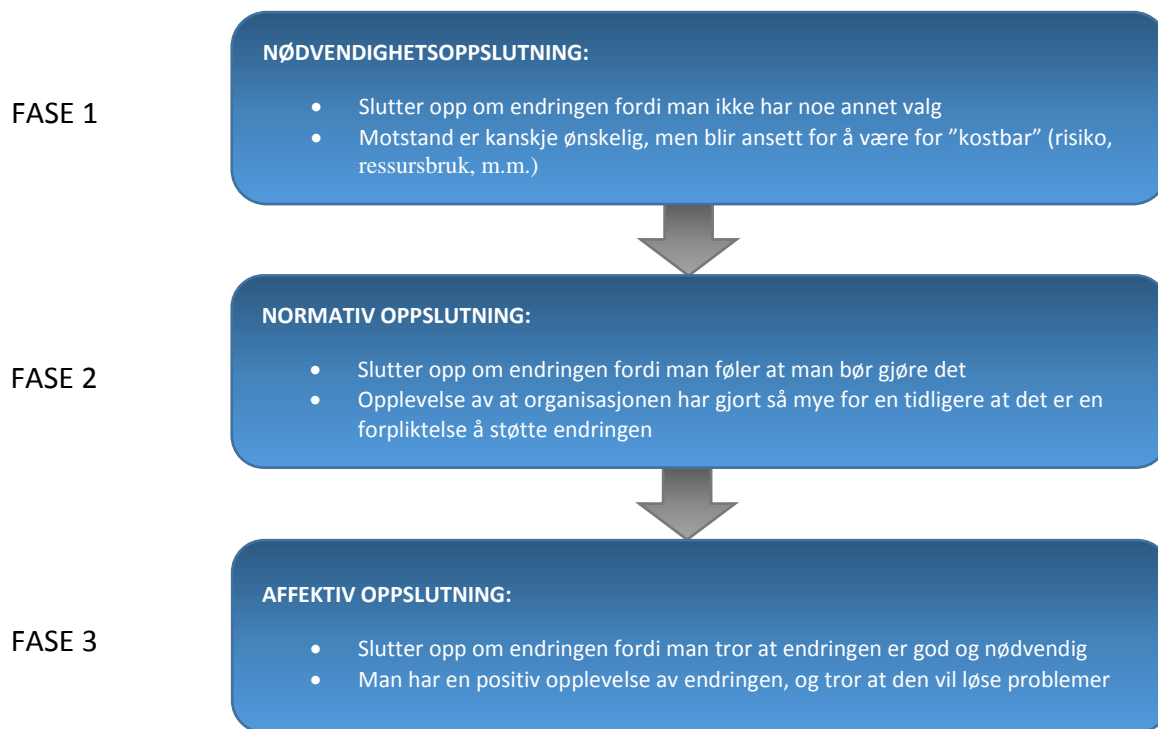 FASE 1
NØDVENDIGHETSOPPSLUTNING:
• Slutter opp om endringen fordi man ikke har noe annet valg
• Motstand er kanskje ønskelig, men blir ansett for å være for ”kostbar” (risiko,
ressursbruk, m.m.)
FASE 2
NORMATIV OPPSLUTNING:
• Slutter opp om endringen fordi man føler at man bør gjøre det
• Opplevelse av at organisasjonen har gjort så mye for en tidligere at det er en
forpliktelse å støtte endringen
FASE 3
AFFEKTIV OPPSLUTNING:
• Slutter opp om endringen fordi man tror at endringen er god og nødvendig
• Man har en positiv opplevelse av endringen, og tror at den vil løse problemer